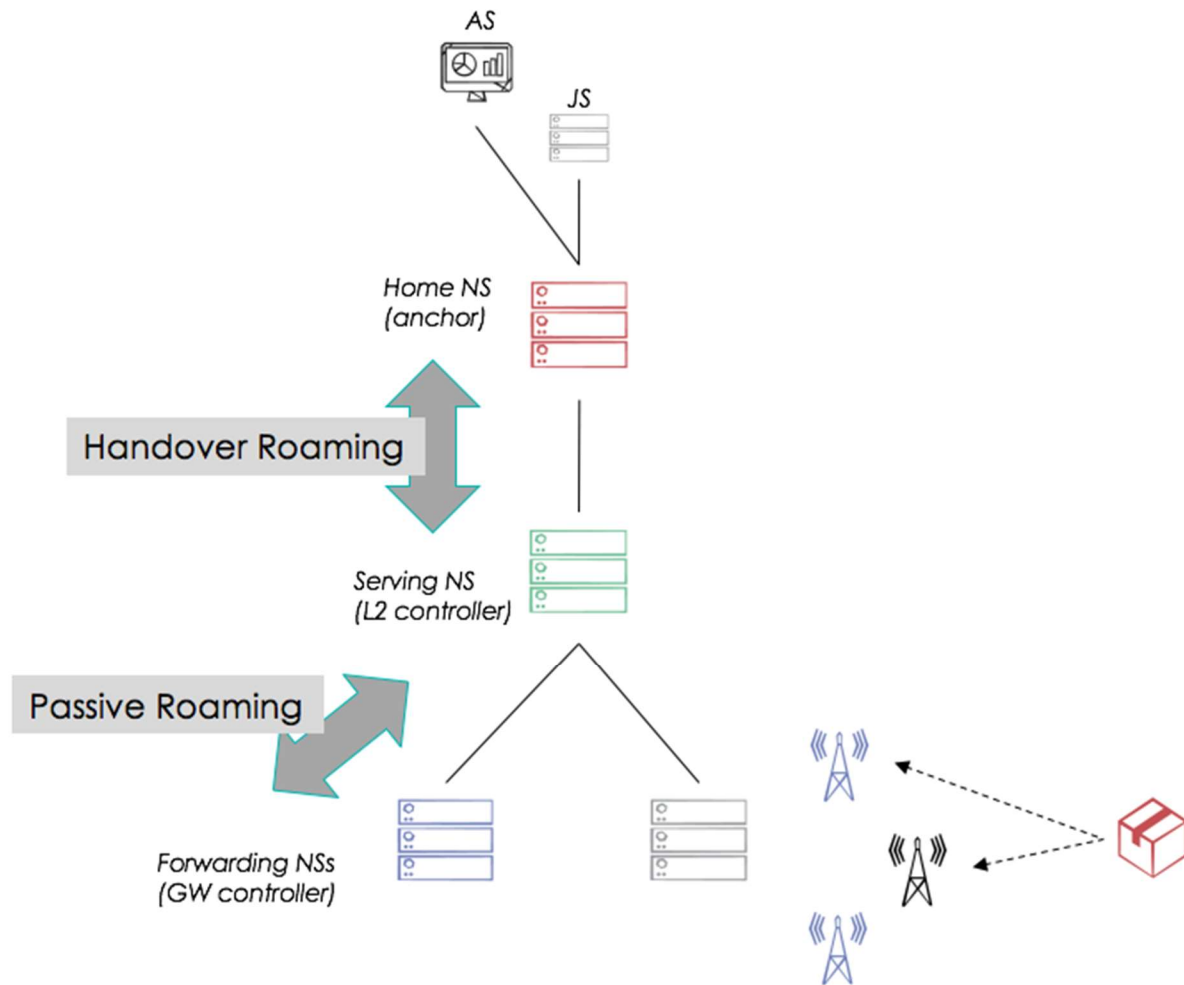 AS
JS
Home NS
(anchor)
Handover Roaming
Serving NS
(L2 controller)
Passive Roaming
Forwarding NSs
(GW controller)